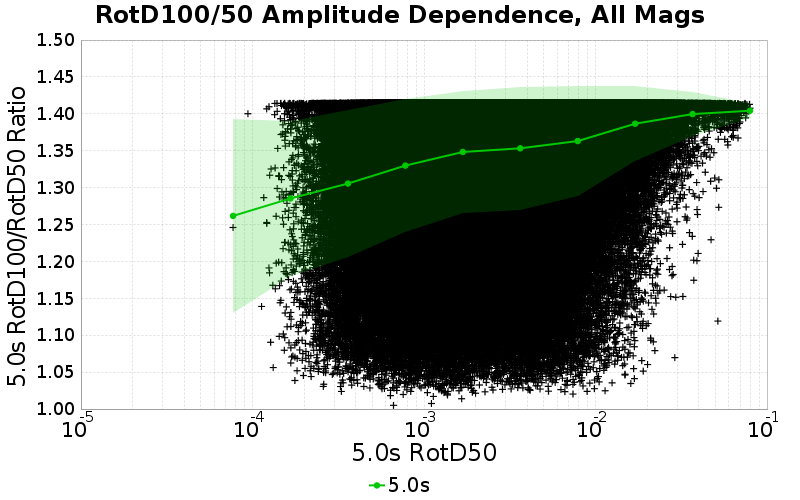 RotD100/50 Amplitude Dependence, All Mags
5.0s RotD100/RotD50 Ratio
1.50
1.45
1.40
1.35
1.30
1.25
1.20
1.15
1.10
1.05
1.00
10-5 10-4 10-3 10-2 10-1
5.0s RotD50
5.0s